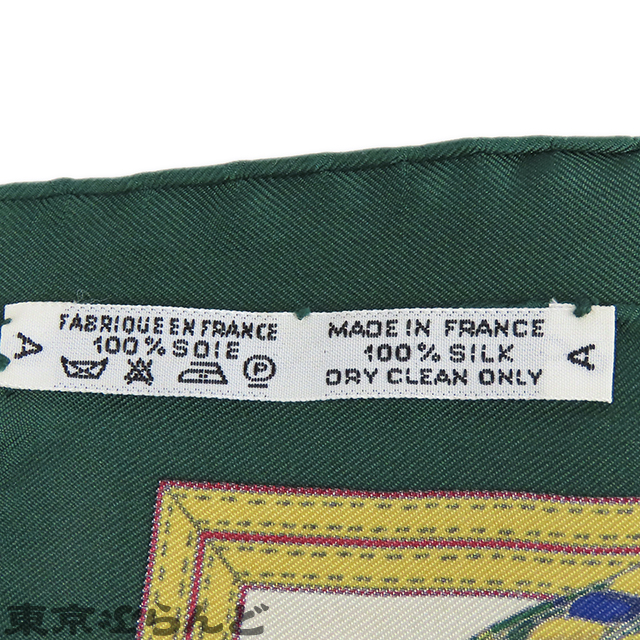 FABRIQUE EN FRANCE
100% SOIE
P
A
MADE IN FRANCE
100% SILK
DRY CLEAN ONLY
A
東京ぶらんど